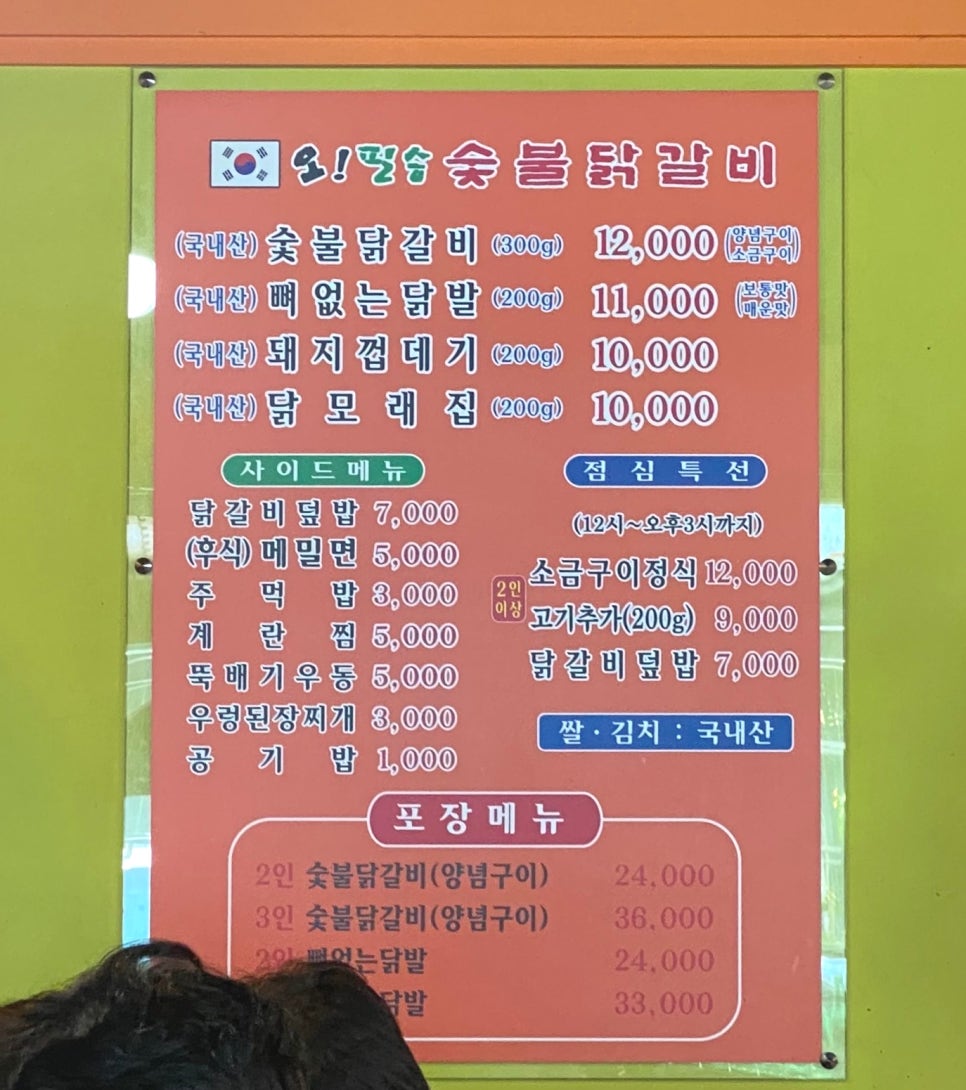 오! 필승 숯불닭갈비
(국내산) 숯불닭갈비 (300g) 12,000 (양념구이 소금구이)
(국내산) 뼈없는닭발 (200g) 11,000 (보통맛 매운맛)
(국내산) 돼지껍데기 (200g) 10,000
(국내산) 닭모래집 (200g) 10,000
사이드메뉴
닭갈비덮밥 7,000
(후식)메밀면 5,000
주먹밥 3,000
계란찜 5,000
뚝배기우동 5,000
우렁된장찌개 3,000
공기밥 1,000
점심특선
(12시~오후3시까지)
2인 이상
소금구이정식 12,000
고기추가(200g) 9,000
닭갈비덮밥 7,000
쌀·김치 : 국내산
포장메뉴
2인 숯불닭갈비(양념구이) 24,000
3인 숯불닭갈비(양념구이) 36,000
2인 뼈없는닭발 24,000
닭발 33,000